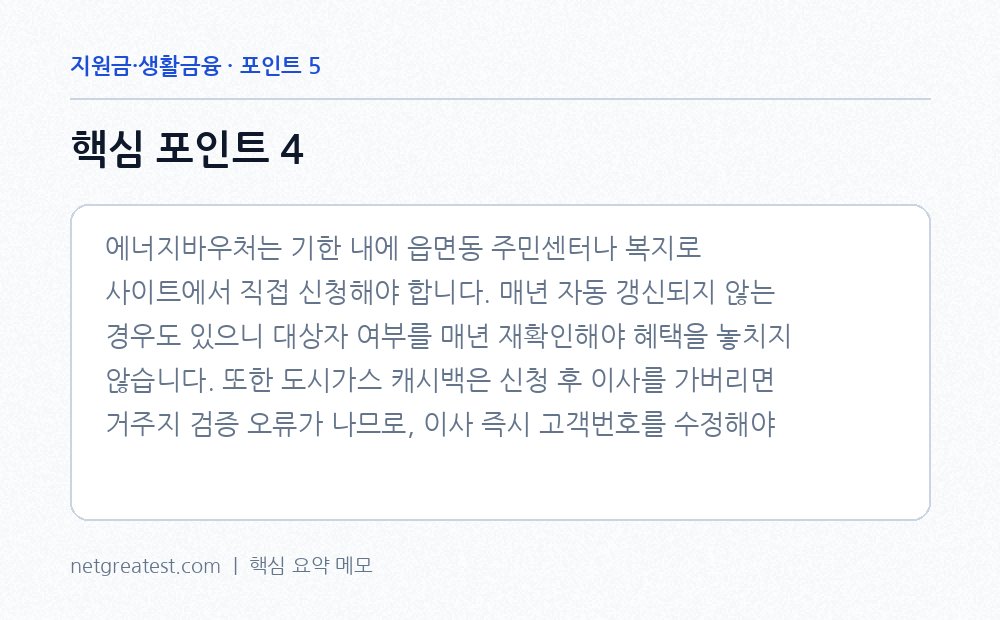 지원금·생활금융 · 포인트 5
핵심 포인트 4
에너지바우처는 기한 내에 읍면동 주민센터나 복지로
사이트에서 직접 신청해야 합니다. 매년 자동 갱신되지 않는
경우도 있으니 대상자 여부를 매년 재확인해야 혜택을 놓치지
않습니다. 또한 도시가스 캐시백은 신청 후 이사를 가버리면
거주지 검증 오류가 나므로, 이사 즉시 고객번호를 수정해야
netgreatest.com | 핵심 요약 메모